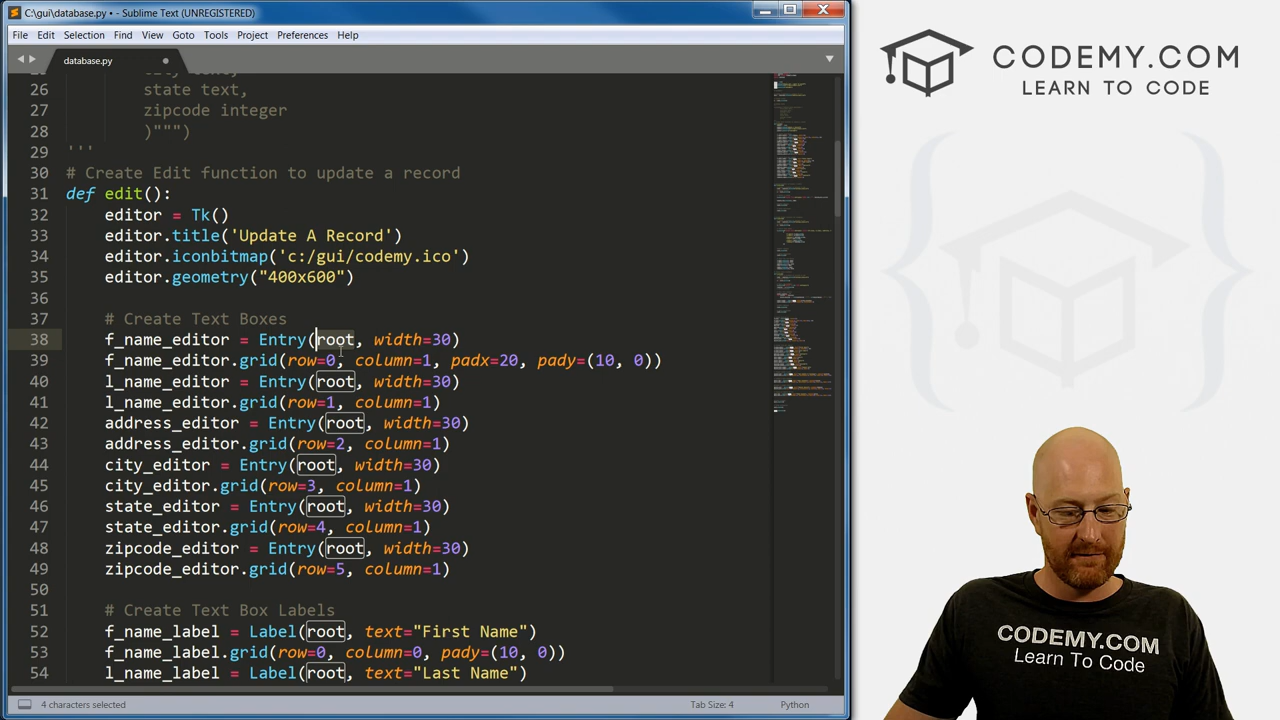 C:\gui\database.py • - Sublime Text (UNREGISTERED)
File Edit Selection Find View Goto Tools Project Preferences Help
database.py
26 state text,
27 zipcode integer
28 )""")
29 '''
30 # Create Edit function to update a record
31 def edit():
32 editor = Tk()
33 editor.title('Update A Record')
34 editor.iconbitmap('c:/gui/codemy.ico')
35 editor.geometry("400x600")
36
37 # Create Text Boxes
38 f_name_editor = Entry(root, width=30)
39 f_name_editor.grid(row=0, column=1, padx=20, pady=(10, 0))
40 l_name_editor = Entry(root, width=30)
41 l_name_editor.grid(row=1, column=1)
42 address_editor = Entry(root, width=30)
43 address_editor.grid(row=2, column=1)
44 city_editor = Entry(root, width=30)
45 city_editor.grid(row=3, column=1)
46 state_editor = Entry(root, width=30)
47 state_editor.grid(row=4, column=1)
48 zipcode_editor = Entry(root, width=30)
49 zipcode_editor.grid(row=5, column=1)
50
51 # Create Text Box Labels
52 f_name_label = Label(root, text="First Name")
53 f_name_label.grid(row=0, column=0, pady=(10, 0))
54 l_name_label = Label(root, text="Last Name")
4 characters selected
Tab Size: 4
Python
CODEMY.COM
LEARN TO CODE
CODEMY.COM
Learn To Code